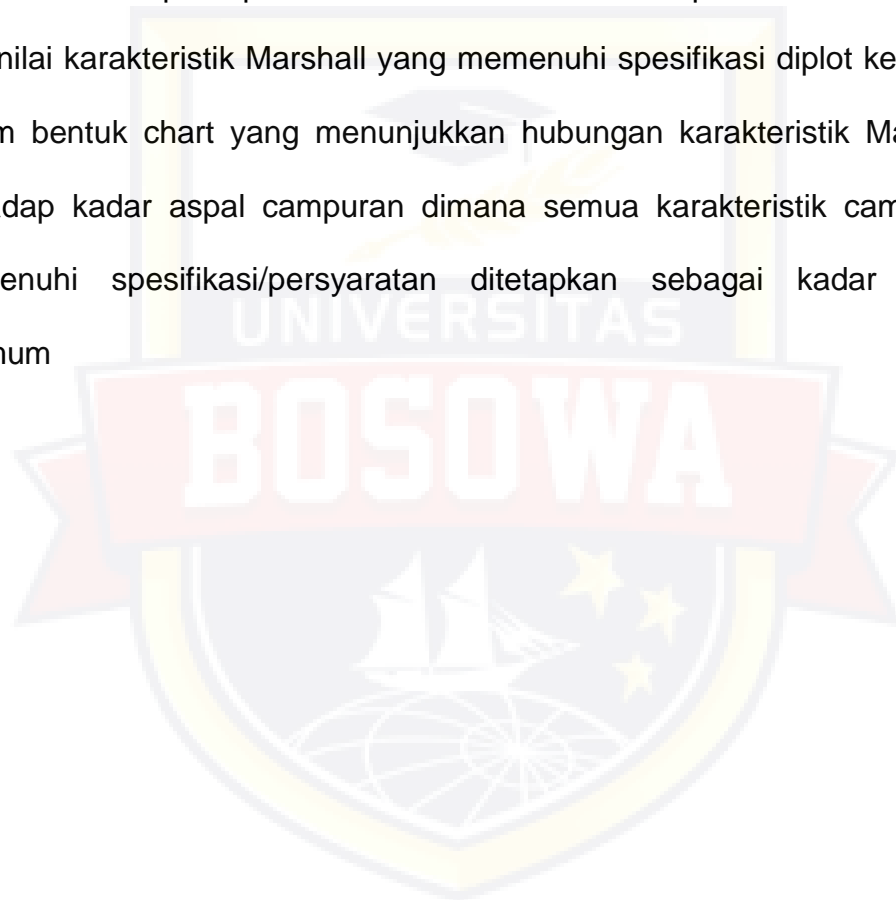 nilai karakteristik Marshall yang memenuhi spesifikasi diplot ke
m bentuk chart yang menunjukkan hubungan karakteristik Ma
dap kadar aspal campuran dimana semua karakteristik cam
enuhi spesifikasi/persyaratan ditetapkan sebagai kadar
num
UNIVERSITAS
BOSOWA